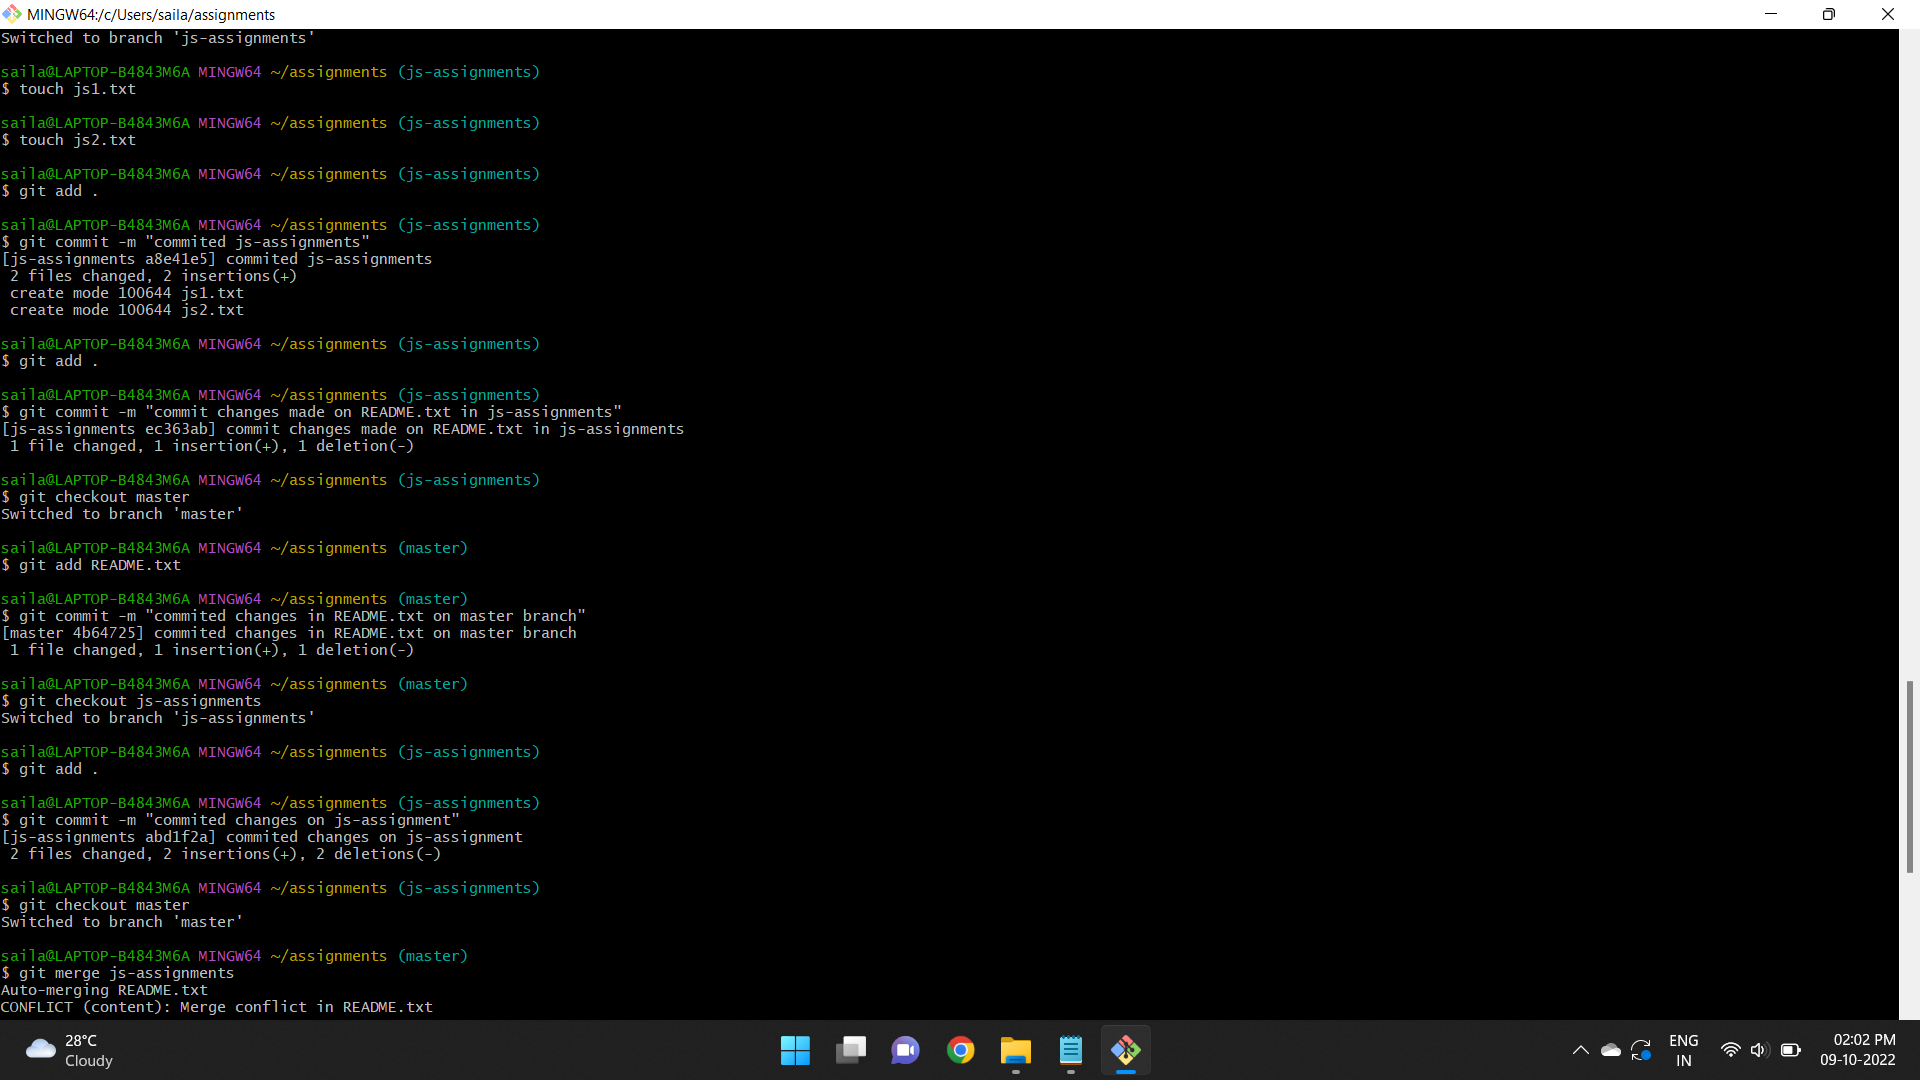 MINGW64:/c/Users/saila/assignments
Switched to branch 'js-assignments'
saila@LAPTOP-B4843M6A MINGW64 ~/assignments (js-assignments)
$ touch js1.txt
saila@LAPTOP-B4843M6A MINGW64 ~/assignments (js-assignments)
$ touch js2.txt
saila@LAPTOP-B4843M6A MINGW64 ~/assignments (js-assignments)
$ git add .
saila@LAPTOP-B4843M6A MINGW64 ~/assignments (js-assignments)
$ git commit -m "commited js-assignments"
[js-assignments a8e41e5] commited js-assignments
 2 files changed, 2 insertions(+)
 create mode 100644 js1.txt
 create mode 100644 js2.txt
saila@LAPTOP-B4843M6A MINGW64 ~/assignments (js-assignments)
$ git add .
saila@LAPTOP-B4843M6A MINGW64 ~/assignments (js-assignments)
$ git commit -m "commit changes made on README.txt in js-assignments"
[js-assignments ec363ab] commit changes made on README.txt in js-assignments
 1 file changed, 1 insertion(+), 1 deletion(-)
saila@LAPTOP-B4843M6A MINGW64 ~/assignments (js-assignments)
$ git checkout master
Switched to branch 'master'
saila@LAPTOP-B4843M6A MINGW64 ~/assignments (master)
$ git add README.txt
saila@LAPTOP-B4843M6A MINGW64 ~/assignments (master)
$ git commit -m "commited changes in README.txt on master branch"
[master 4b64725] commited changes in README.txt on master branch
 1 file changed, 1 insertion(+), 1 deletion(-)
saila@LAPTOP-B4843M6A MINGW64 ~/assignments (master)
$ git checkout js-assignments
Switched to branch 'js-assignments'
saila@LAPTOP-B4843M6A MINGW64 ~/assignments (js-assignments)
$ git add .
saila@LAPTOP-B4843M6A MINGW64 ~/assignments (js-assignments)
$ git commit -m "commited changes on js-assignment"
[js-assignments abd1f2a] commited changes on js-assignment
 2 files changed, 2 insertions(+), 2 deletions(-)
saila@LAPTOP-B4843M6A MINGW64 ~/assignments (js-assignments)
$ git checkout master
Switched to branch 'master'
saila@LAPTOP-B4843M6A MINGW64 ~/assignments (master)
$ git merge js-assignments
Auto-merging README.txt
CONFLICT (content): Merge conflict in README.txt
28°C
Cloudy
ENG
IN
02:02 PM
09-10-2022